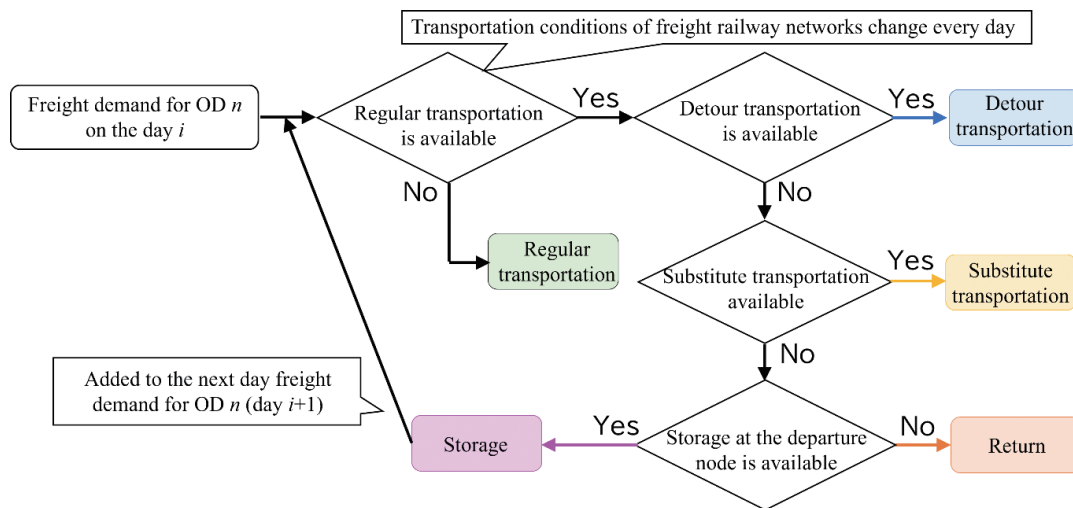 Transportation conditions of freight railway networks change every day
Freight demand for OD n
on the day i
Regular transportation
is available
Yes
Detour transportation
is available
Yes
Detour
transportation
No
No
Regular
transportation
Substitute transportation
available
Yes
Substitute
transportation
No
Added to the next day freight
demand for OD n (day i+1)
Storage
Yes
Storage at the departure
node is available
No
Return